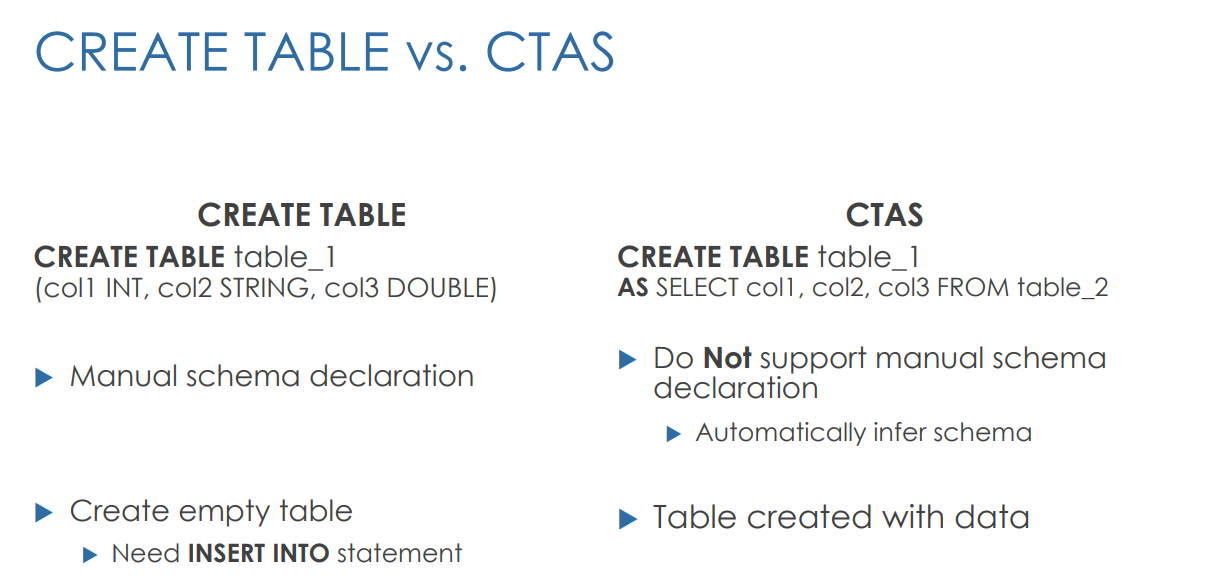 CREATE TABLE vs. CTAS
CREATE TABLE
CREATE TABLE table_1
(col1 INT, col2 STRING, col3 DOUBLE)
Manual schema declaration
Create empty table
Need INSERT INTO statement
CTAS
CREATE TABLE table_1
AS SELECT col1, col2, col3 FROM table_2
Do Not support manual schema
declaration
Automatically infer schema
Table created with data